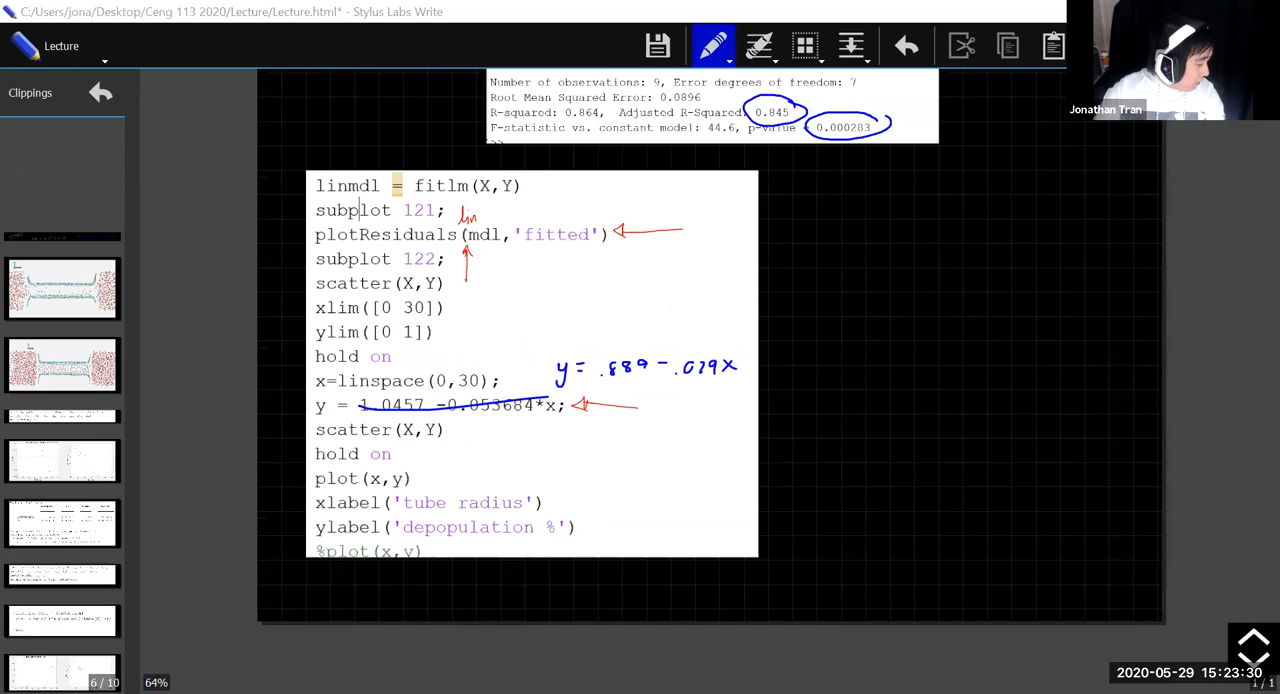 C:/Users/jona/Desktop/Ceng 113 2020/Lecture/Lecture.html* - Stylus Labs Write
Lecture
Clippings
Jonathan Tran
Number of observations: 9, Error degrees of freedom: 7
Root Mean Squared Error: 0.0896
R-squared: 0.864, Adjusted R-Squared: 0.845
F-statistic vs. constant model: 44.6, p-value = 0.000283
>>
linmdl = fitlm(X,Y)
subplot 121;
lin
plotResiduals(mdl,'fitted')
subplot 122;
scatter(X,Y)
xlim([0 30])
ylim([0 1])
hold on
y = .889 - .029x
x=linspace(0,30);
y = 1.0457 -0.053684*x;
scatter(X,Y)
hold on
plot(x,y)
xlabel('tube radius')
ylabel('depopulation %')
%plot(x,y)
6 / 10
64%
2020-05-29 15:23:30
1 / 1